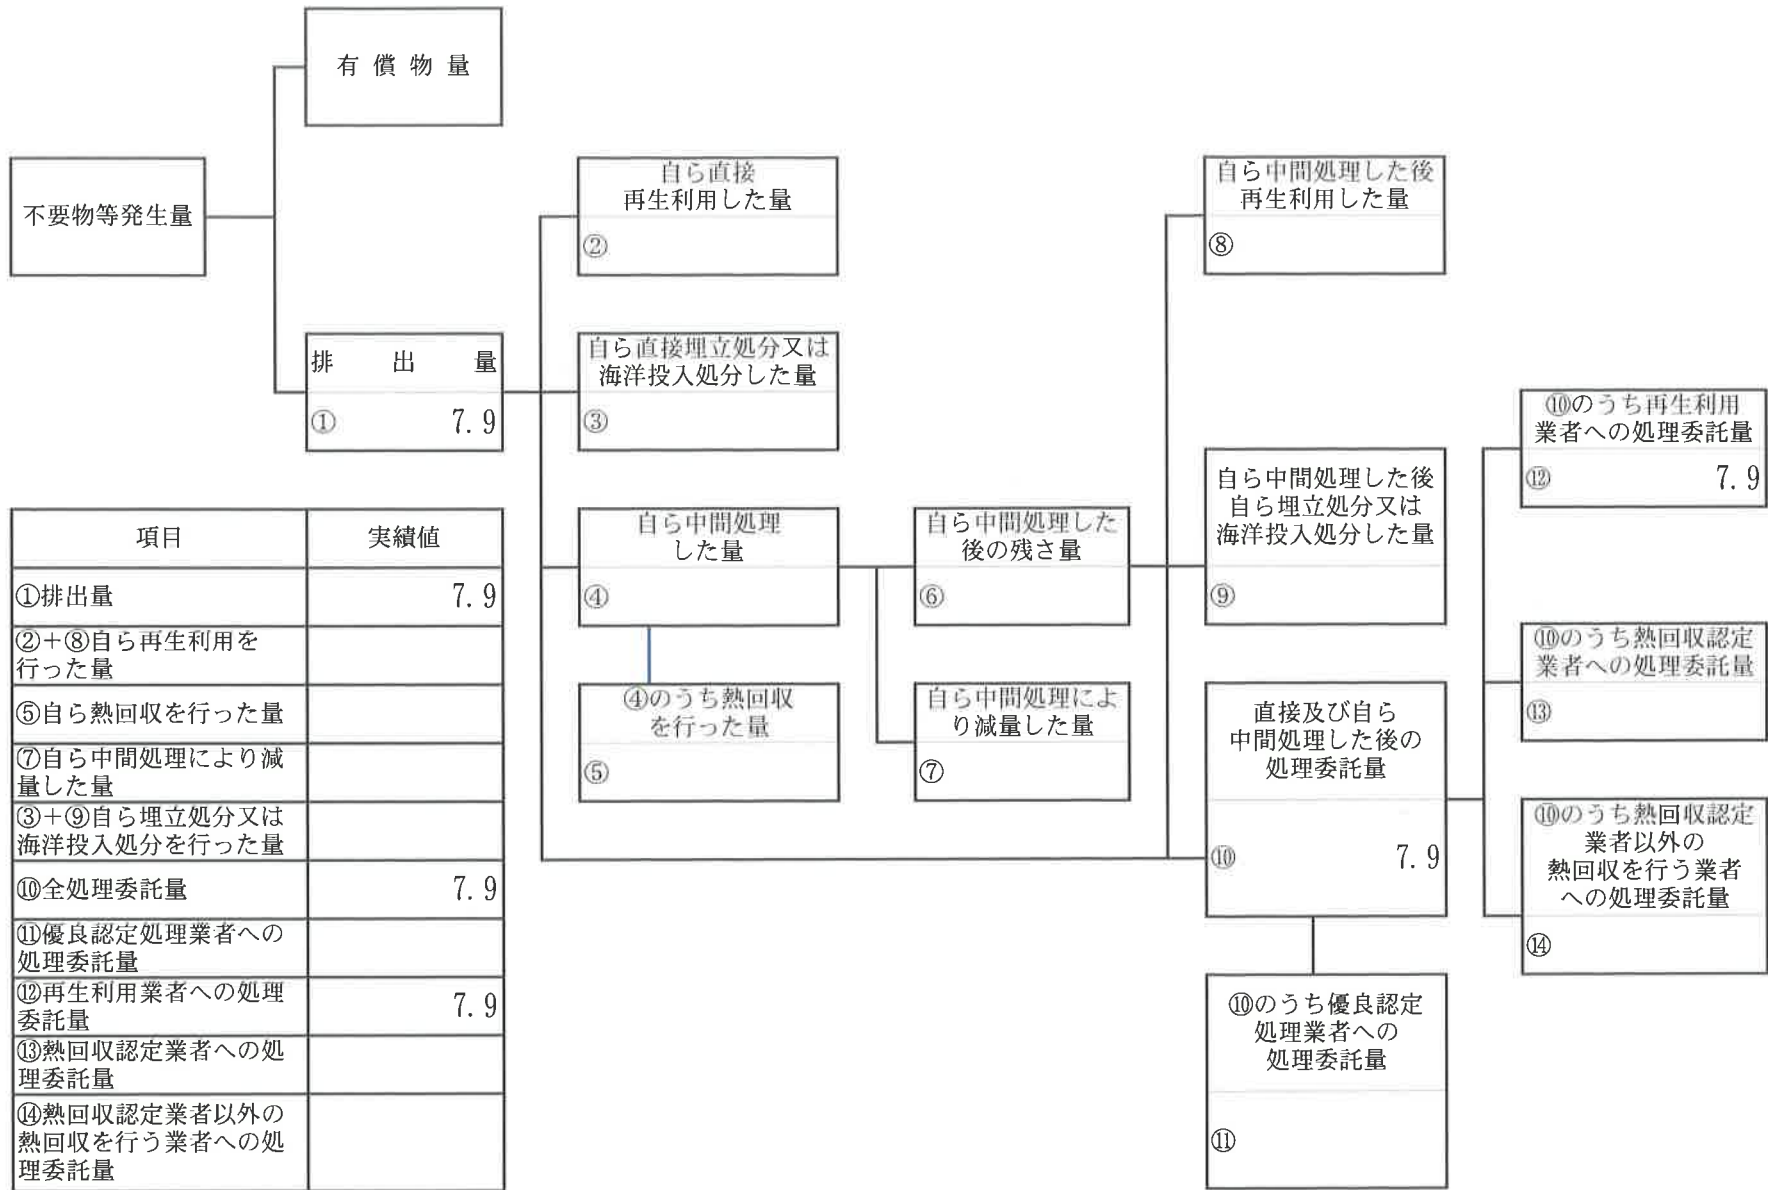 有償物量
不要物等発生量
排出量
① 7.9
自ら直接
再生利用した量
②
自ら直接埋立処分又は
海洋投入処分した量
③
自ら中間処理
した量
④
④のうち熱回収
を行った量
⑤
自ら中間処理した
後の残さ量
⑥
自ら中間処理によ
り減量した量
⑦
自ら中間処理した後
再生利用した量
⑧
自ら中間処理した後
自ら埋立処分又は
海洋投入処分した量
⑨
直接及び自ら
中間処理した後の
処理委託量
⑩ 7.9
⑩のうち優良認定
処理業者への
処理委託量
⑪
⑩のうち再生利用
業者への処理委託量
⑫ 7.9
⑩のうち熱回収認定
業者への処理委託量
⑬
⑩のうち熱回収認定
業者以外の
熱回収を行う業者
への処理委託量
⑭
項目 実績値
①排出量 7.9
②+⑧自ら再生利用を
行った量
⑤自ら熱回収を行った量
⑦自ら中間処理により減
量した量
③+⑨自ら埋立処分又は
海洋投入処分を行った量
⑩全処理委託量 7.9
⑪優良認定処理業者への
処理委託量
⑫再生利用業者への処理
委託量 7.9
⑬熱回収認定業者への処
理委託量
⑭熱回収認定業者以外の
熱回収を行う業者への処
理委託量